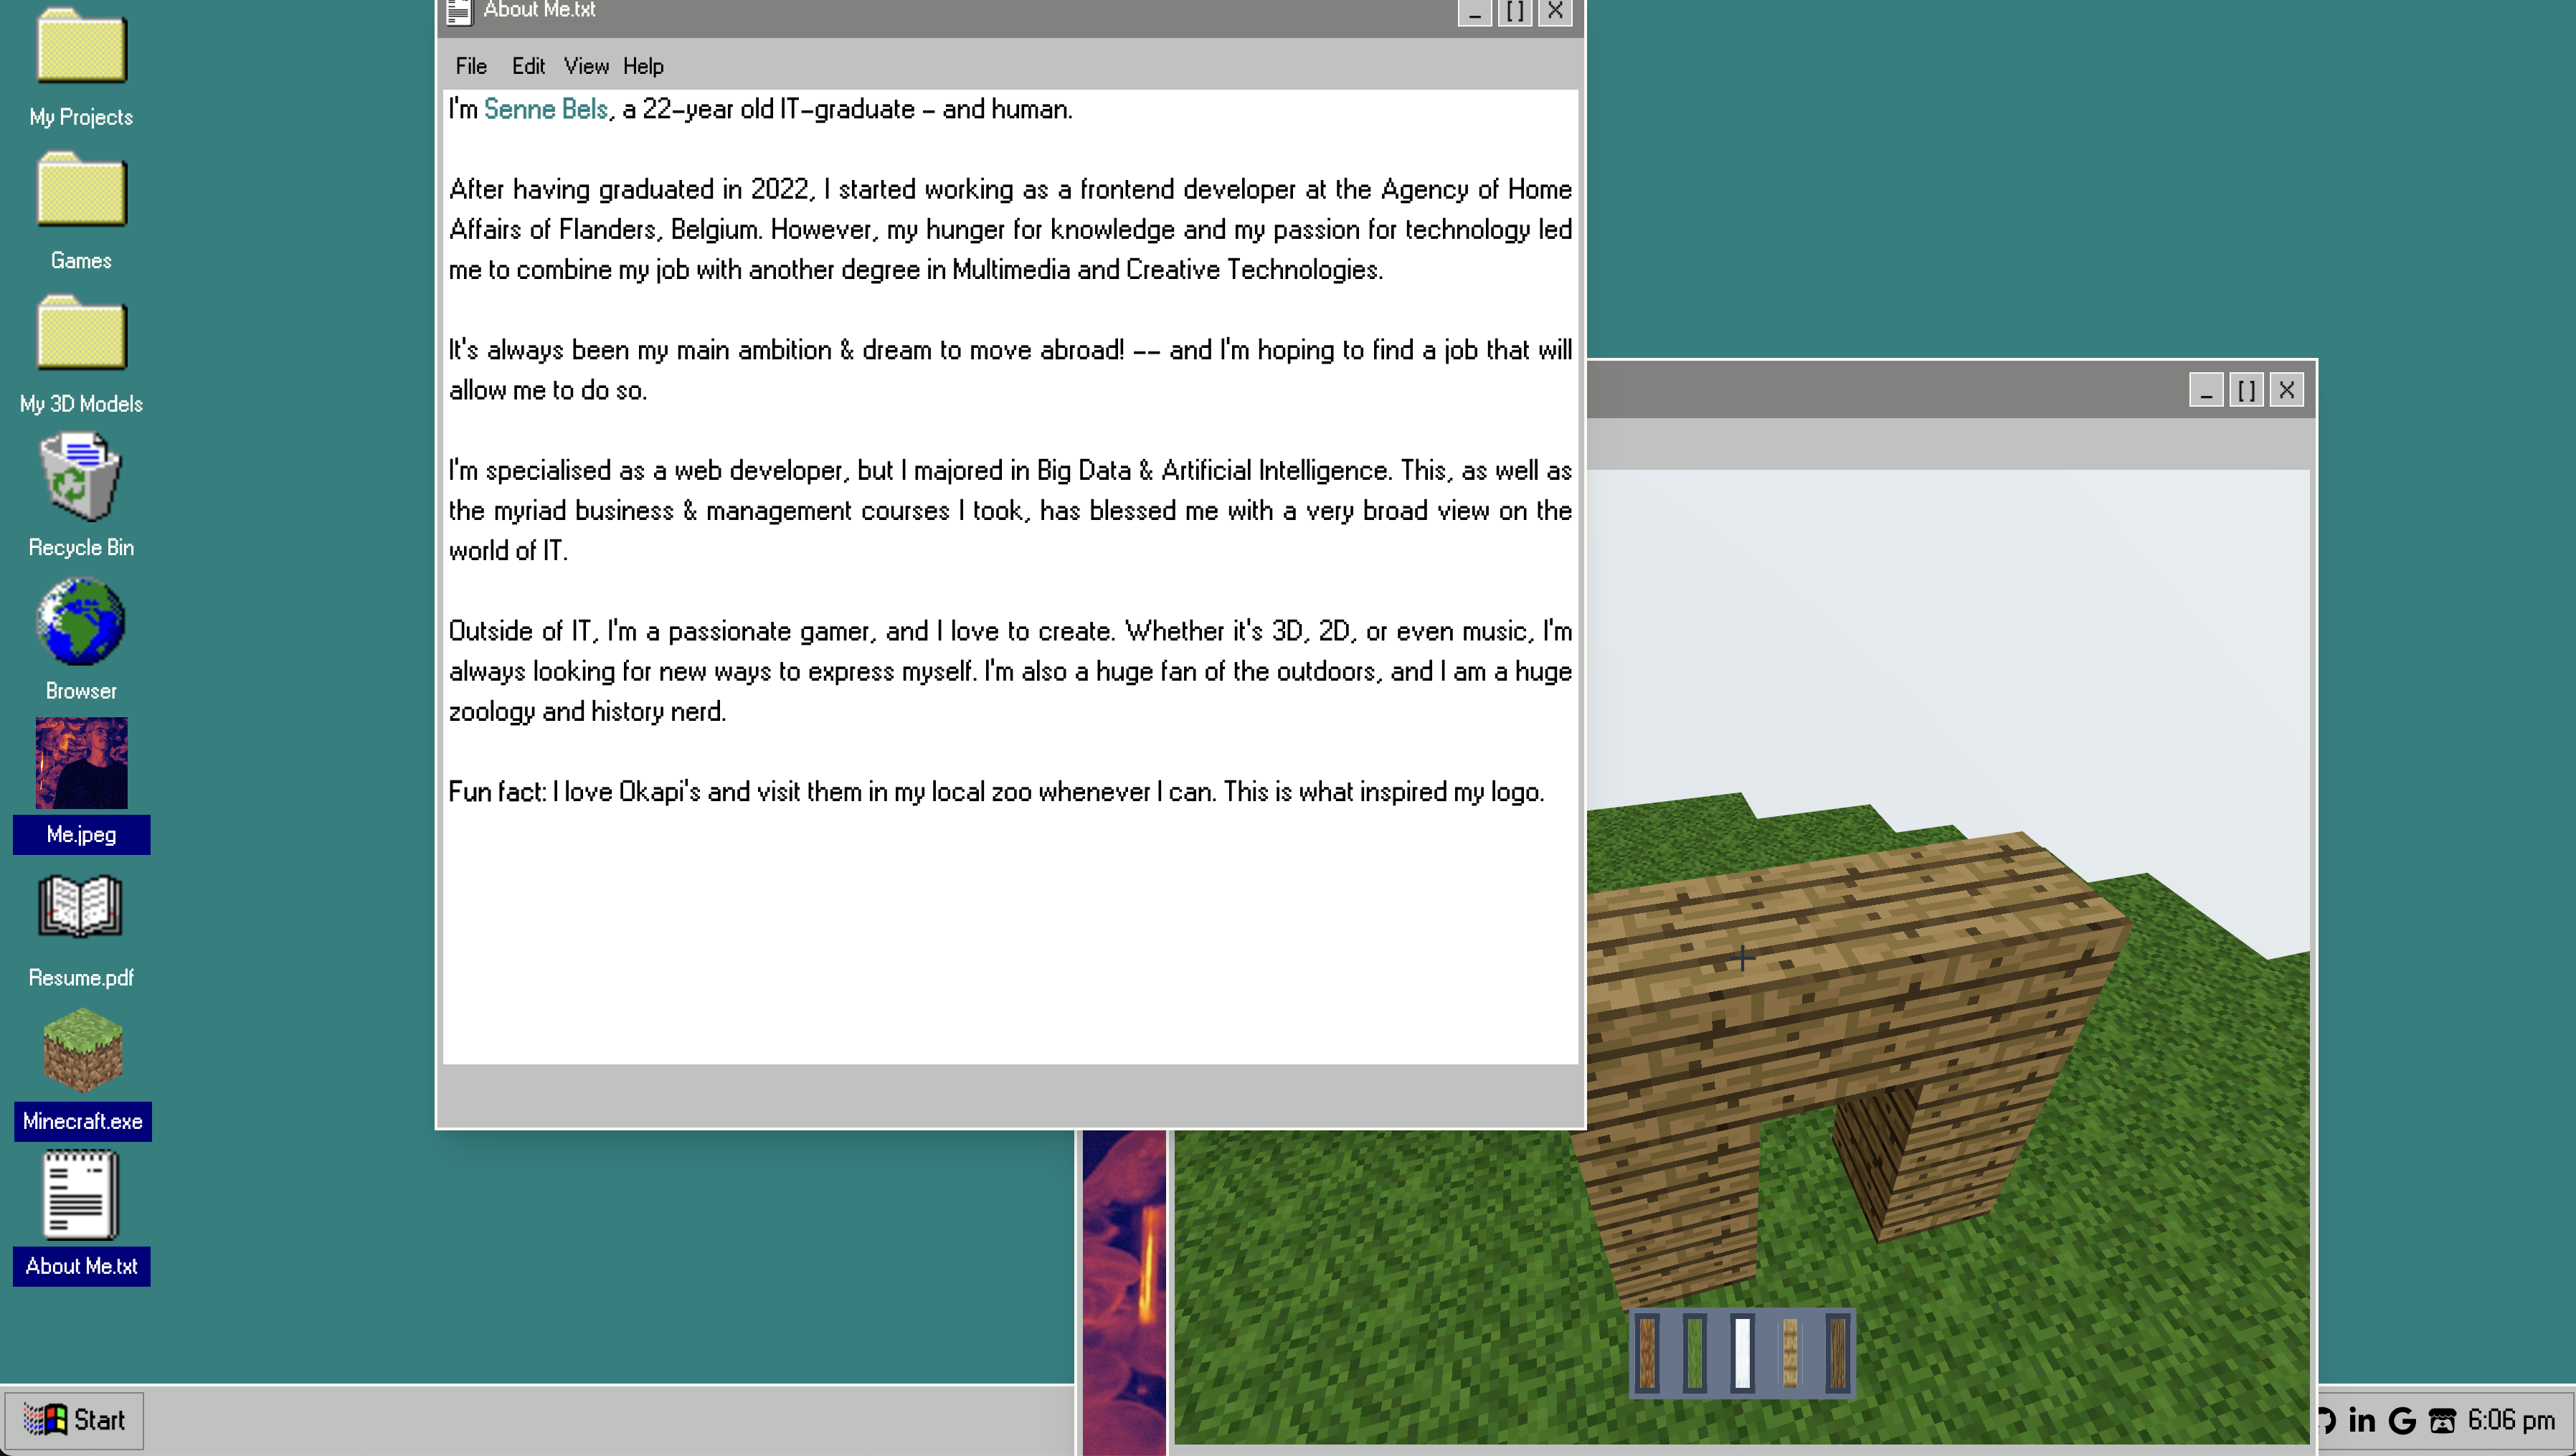 My Projects
Games
My 3D Models
Recycle Bin
Browser
Me.jpeg
Resume.pdf
Minecraft.exe
About Me.txt
About Me.txt
_ [] X
File Edit View Help
I'm Senne Bels, a 22-year old IT-graduate - and human.
After having graduated in 2022, I started working as a frontend developer at the Agency of Home
Affairs of Flanders, Belgium. However, my hunger for knowledge and my passion for technology led
me to combine my job with another degree in Multimedia and Creative Technologies.
It's always been my main ambition & dream to move abroad! -- and I'm hoping to find a job that will
allow me to do so.
I'm specialised as a web developer, but I majored in Big Data & Artificial Intelligence. This, as well as
the myriad business & management courses I took, has blessed me with a very broad view on the
world of IT.
Outside of IT, I'm a passionate gamer, and I love to create. Whether it's 3D, 2D, or even music, I'm
always looking for new ways to express myself. I'm also a huge fan of the outdoors, and I am a huge
zoology and history nerd.
Fun fact: I love Okapi's and visit them in my local zoo whenever I can. This is what inspired my logo.
_ [] X
Start
in G 6:06 pm